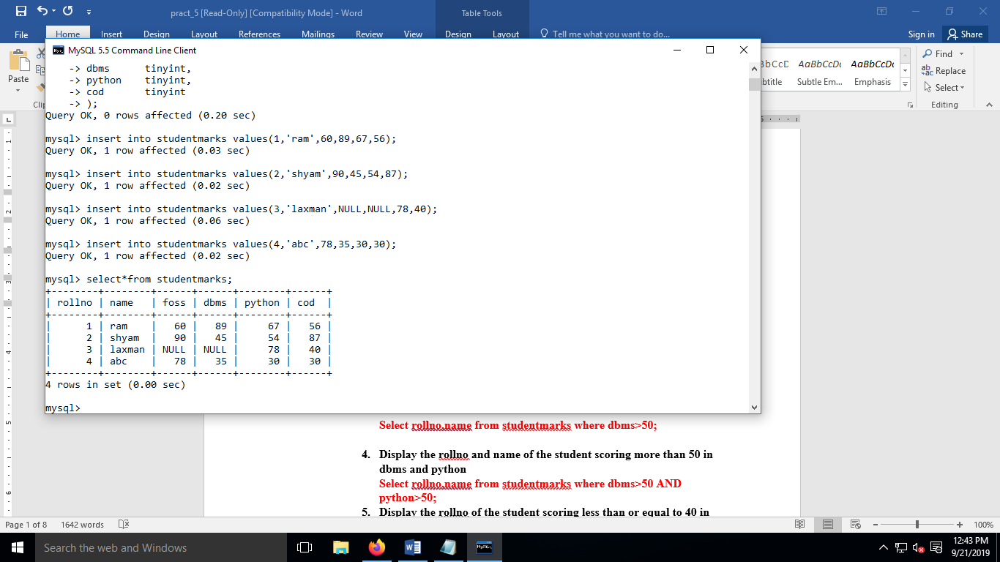 pract_5 [Read-Only] [Compatibility Mode] - Word
Table Tools
File Home Insert Design Layout References Mailings Review View Design Layout Tell me what you want to do... Sign in Share
MySQL 5.5 Command Line Client
Paste
AaBbCcDc AaBbCcDc
Subtle Em... Emphasis
Find
Replace
Select
Editing
-> dbms      tinyint,
-> python    tinyint,
-> cod       tinyint
-> );
Query OK, 0 rows affected (0.20 sec)
mysql> insert into studentmarks values(1,'ram',60,89,67,56);
Query OK, 1 row affected (0.03 sec)
mysql> insert into studentmarks values(2,'shyam',90,45,54,87);
Query OK, 1 row affected (0.02 sec)
mysql> insert into studentmarks values(3,'laxman',NULL,NULL,78,40);
Query OK, 1 row affected (0.06 sec)
mysql> insert into studentmarks values(4,'abc',78,35,30,30);
Query OK, 1 row affected (0.02 sec)
mysql> select*from studentmarks;
+--------+--------+------+------+--------+------+
| rollno | name   | foss | dbms | python | cod  |
+--------+--------+------+------+--------+------+
|      1 | ram    |   60 |   89 |     67 |   56 |
|      2 | shyam  |   90 |   45 |     54 |   87 |
|      3 | laxman | NULL | NULL |     78 |   40 |
|      4 | abc    |   78 |   35 |     30 |   30 |
+--------+--------+------+------+--------+------+
4 rows in set (0.00 sec)
mysql>
Select rollno,name from studentmarks where dbms>50;
4. Display the rollno and name of the student scoring more than 50 in
dbms and python
Select rollno,name from studentmarks where dbms>50 AND
python>50;
5. Display the rollno of the student scoring less than or equal to 40 in
Page 1 of 8 1642 words 100%
Search the web and Windows
12:43 PM
9/21/2019